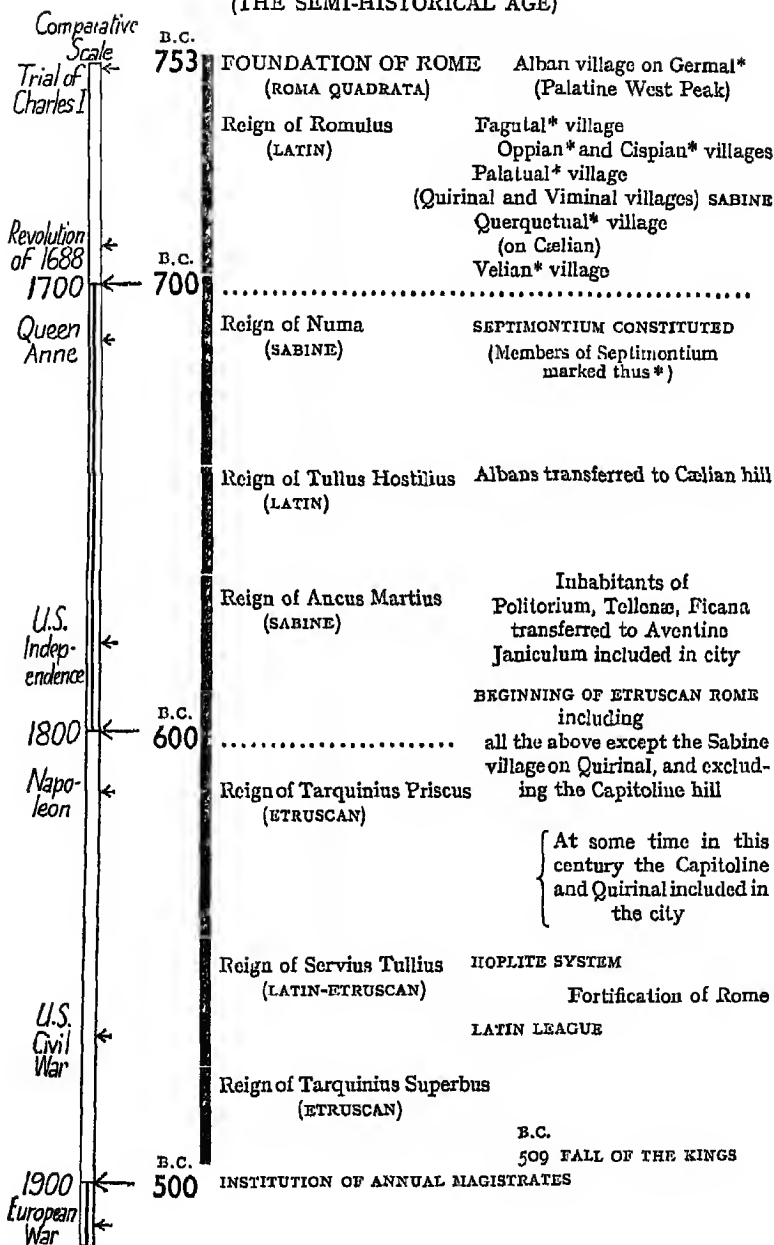 (THE SEMI-HISTORICAL AGE)
Comparative
Scale
Trial of
Charles I
B.C.
753
FOUNDATION OF ROME
(ROMA QUADRATA)
Alban village on Germal*
(Palatine West Peak)
Reign of Romulus
(LATIN)
Fagutal* village
Oppian* and Cispian* villages
Palatual* village
(Quirinal and Viminal villages) SABINE
Querquetual* village
(on Cælian)
Velian* village
Revolution
of 1688
1700
B.C.
700
Queen
Anne
Reign of Numa
(SABINE)
SEPTIMONTIUM CONSTITUTED
(Members of Septimontium
marked thus*)
Reign of Tullus Hostilius
(LATIN)
Albans transferred to Cælian hill
Reign of Ancus Martius
(SABINE)
Inhabitants of
Politorium, Tellenæ, Ficana
transferred to Aventine
Janiculum included in city
U.S.
Indep-
endence
1800
B.C.
600
BEGINNING OF ETRUSCAN ROME
including
all the above except the Sabine
village on Quirinal, and exclud-
ing the Capitoline hill
Napo-
leon
Reign of Tarquinius Priscus
(ETRUSCAN)
At some time in this
century the Capitoline
and Quirinal included in
the city
Reign of Servius Tullius
(LATIN-ETRUSCAN)
HOPLITE SYSTEM
Fortification of Rome
LATIN LEAGUE
U.S.
Civil
War
Reign of Tarquinius Superbus
(ETRUSCAN)
B.C.
509 FALL OF THE KINGS
1900
B.C.
500
INSTITUTION OF ANNUAL MAGISTRATES
European
War